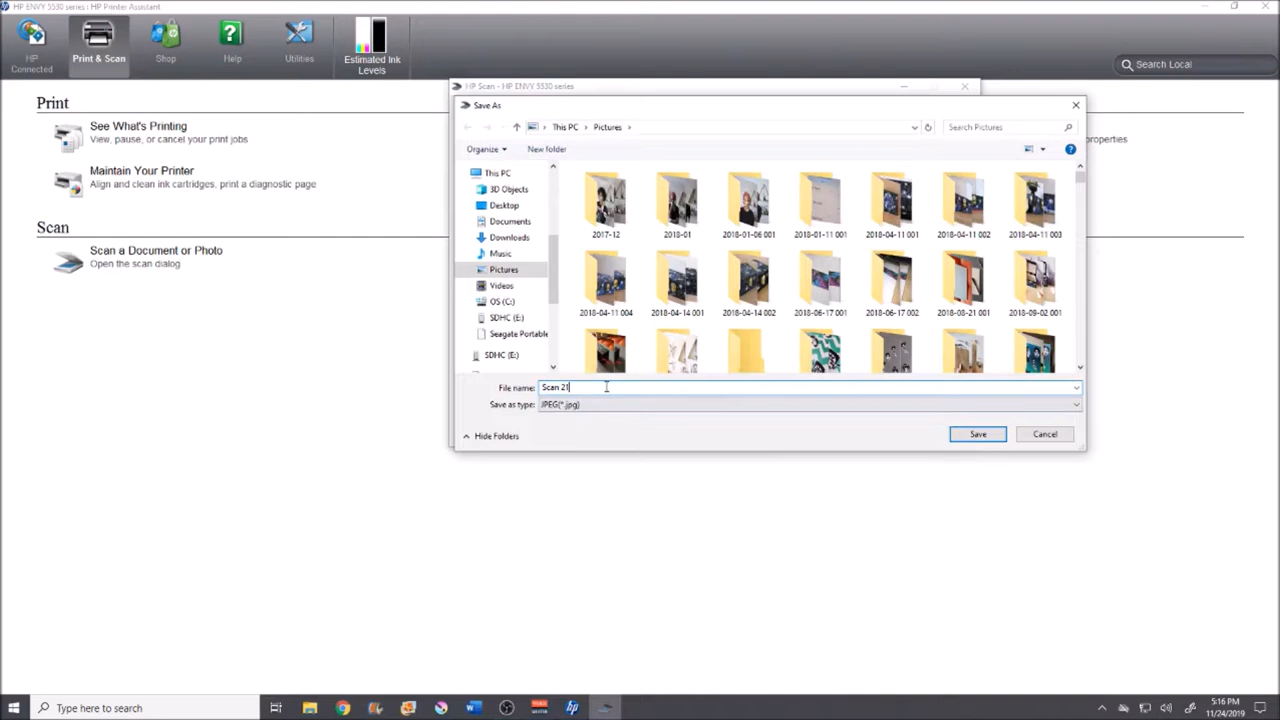 HP ENVY 5530 series : HP Printer Assistant
HP Connected
Print & Scan
Shop
Help
Utilities
Estimated Ink Levels
Search Local
Print
See What's Printing
View, pause, or cancel your print jobs
Maintain Your Printer
Align and clean ink cartridges, print a diagnostic page
Scan
Scan a Document or Photo
Open the scan dialog
properties
HP Scan - HP ENVY 5530 series
Save As
This PC
Pictures
Search Pictures
Organize
New folder
This PC
3D Objects
Desktop
Documents
Downloads
Music
Pictures
Videos
OS (C:)
SDHC (E:)
Seagate Portable
SDHC (E:)
2017-12
2018-01
2018-01-06 001
2018-01-11 001
2018-04-11 001
2018-04-11 002
2018-04-11 003
2018-04-11 004
2018-04-14 001
2018-04-14 002
2018-06-17 001
2018-06-17 002
2018-08-21 001
2018-09-02 001
File name: Scan 21
Save as type: JPEG(*.jpg)
Hide Folders
Save
Cancel
Type here to search
5:16 PM
11/24/2019